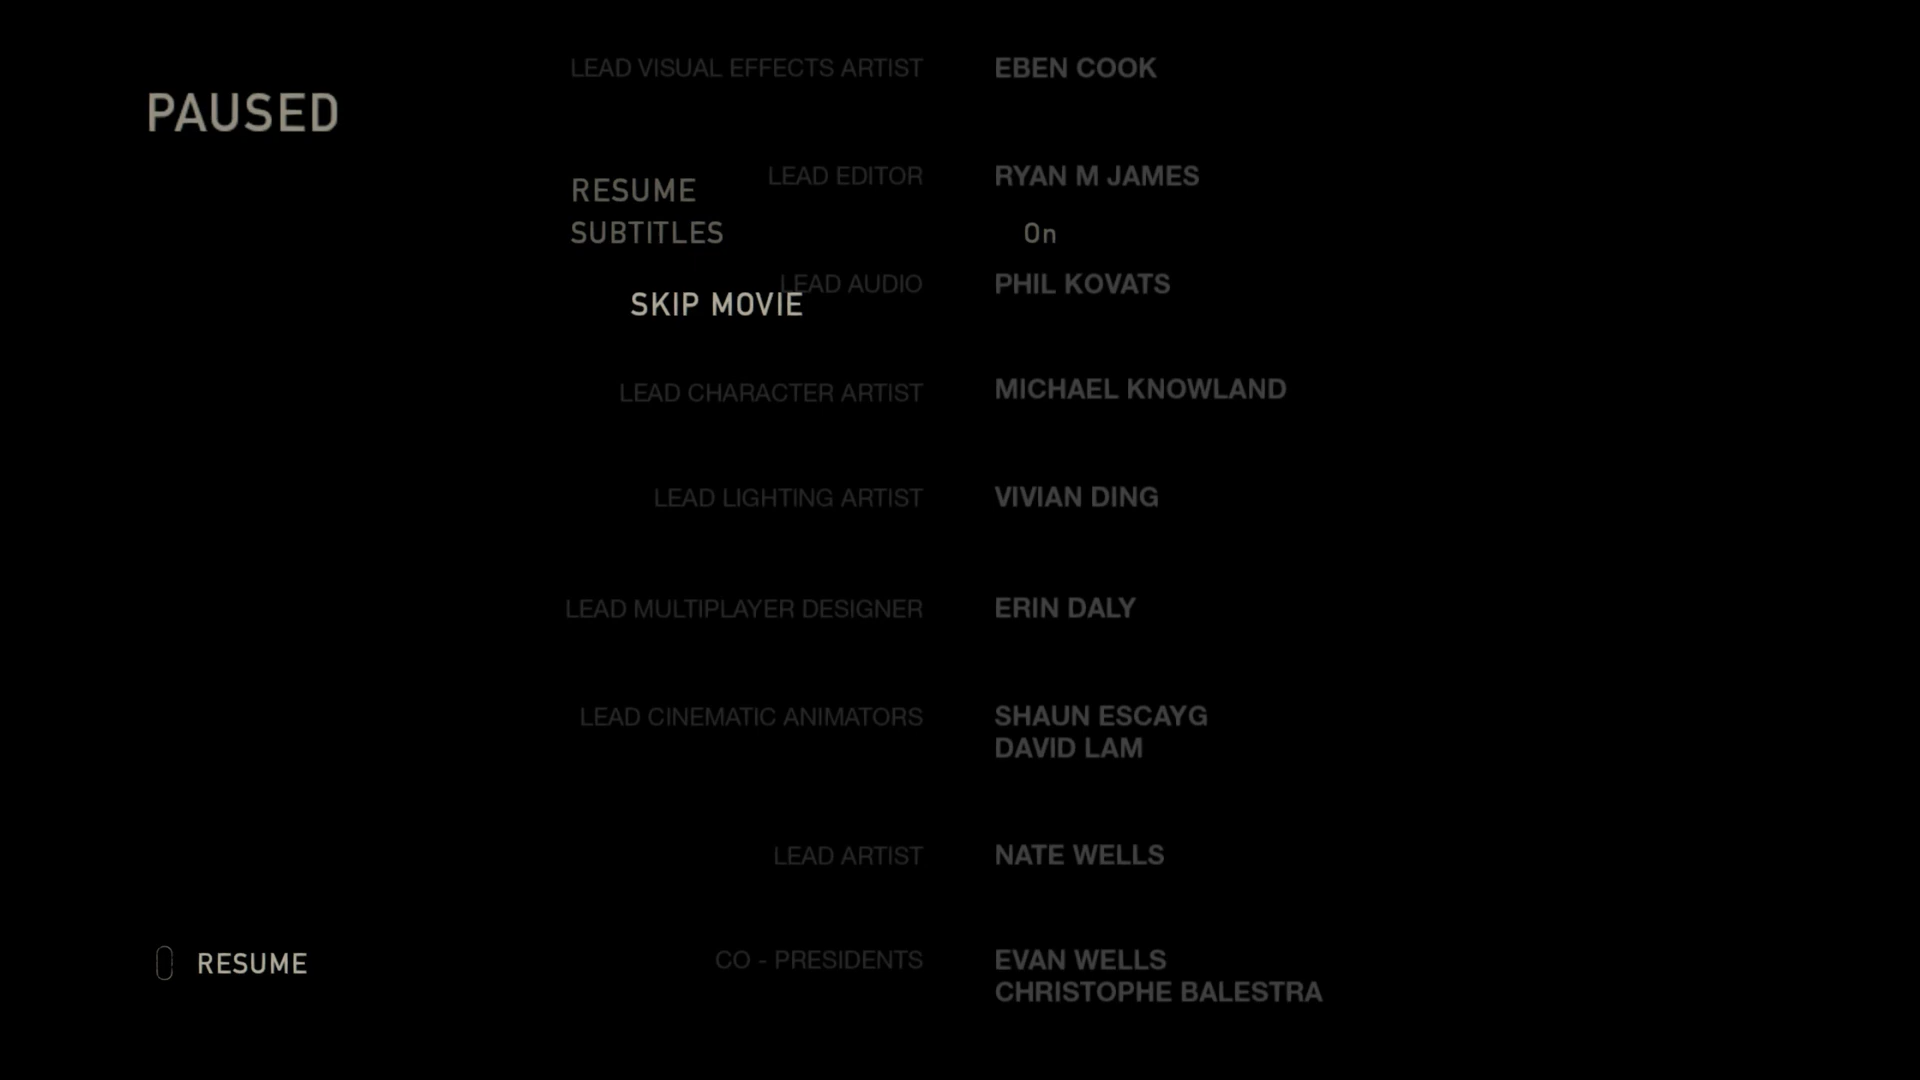 LEAD VISUAL EFFECTS ARTIST EBEN COOK
PAUSED
LEAD EDITOR RYAN M JAMES
RESUME
SUBTITLES On
LEAD AUDIO PHIL KOVATS
SKIP MOVIE
LEAD CHARACTER ARTIST MICHAEL KNOWLAND
LEAD LIGHTING ARTIST VIVIAN DING
LEAD MULTIPLAYER DESIGNER ERIN DALY
LEAD CINEMATIC ANIMATORS SHAUN ESCAYG
DAVID LAM
LEAD ARTIST NATE WELLS
CO - PRESIDENTS EVAN WELLS
RESUME
CHRISTOPHE BALESTRA